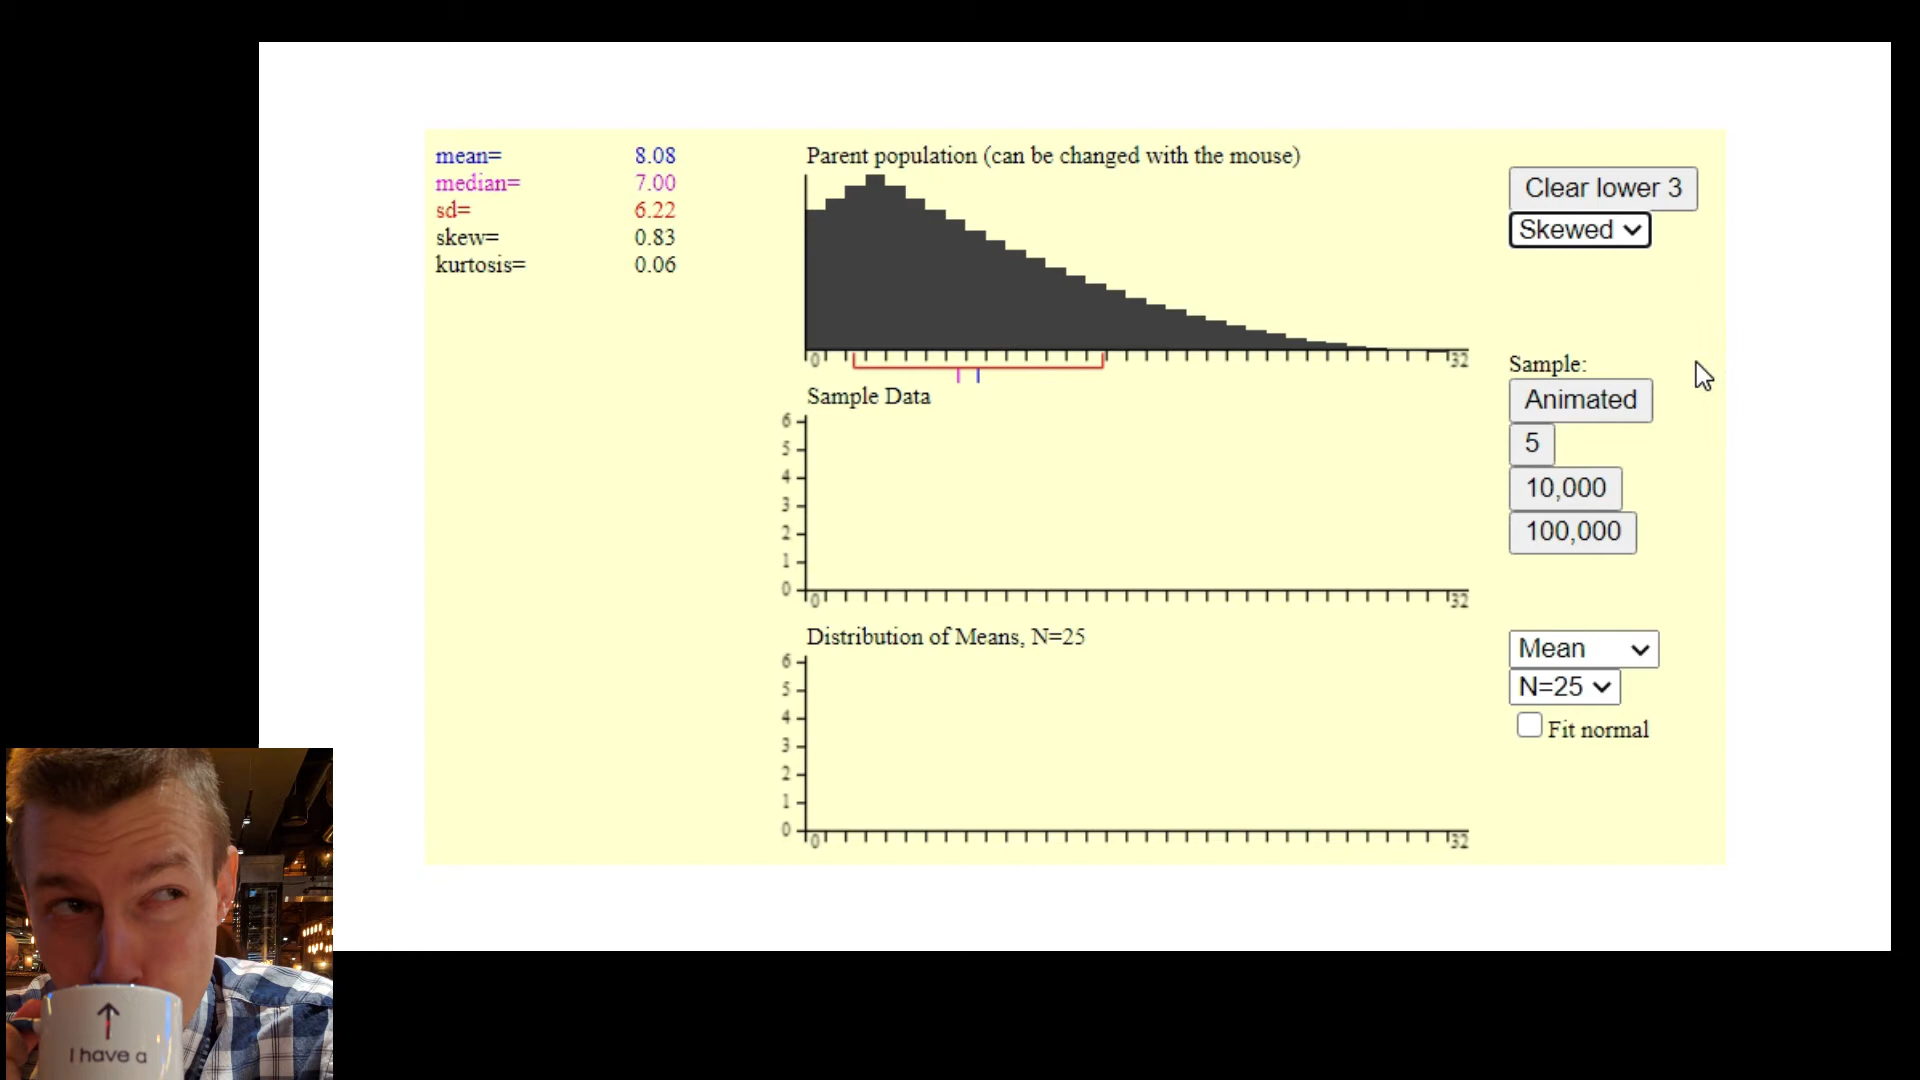 mean= 8.08
median= 7.00
sd= 6.22
skew= 0.83
kurtosis= 0.06
Parent population (can be changed with the mouse)
0 32
Clear lower 3
Skewed
Sample Data
6
5
4
3
2
1
0
0 32
Sample:
Animated
5
10,000
100,000
Distribution of Means, N=25
6
5
4
3
2
1
0
0 32
Mean
N=25
Fit normal
I have a